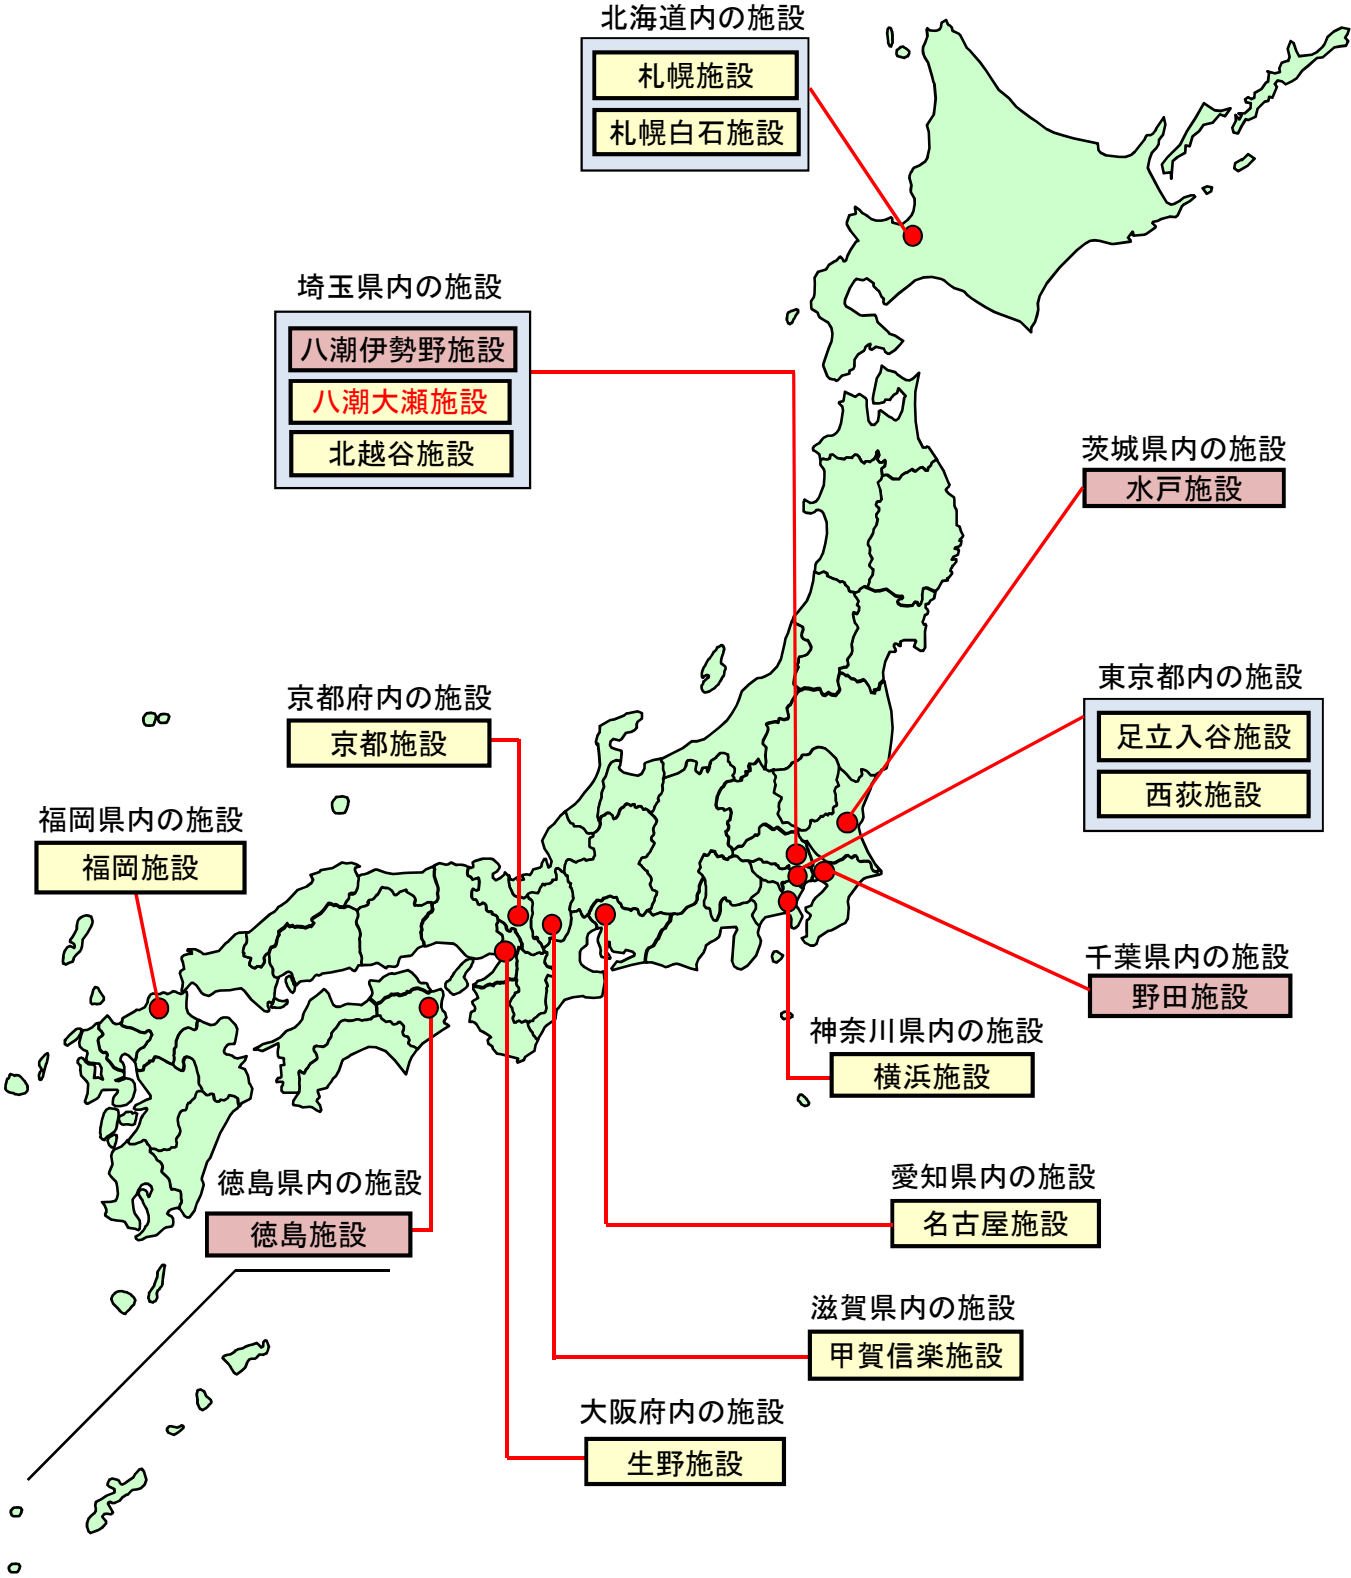 北海道内の施設
札幌施設
札幌白石施設
埼玉県内の施設
八潮伊勢野施設
八潮大瀬施設
北越谷施設
茨城県内の施設
水戸施設
東京都内の施設
足立入谷施設
西荻施設
京都府内の施設
京都施設
福岡県内の施設
福岡施設
千葉県内の施設
野田施設
神奈川県内の施設
横浜施設
徳島県内の施設
徳島施設
愛知県内の施設
名古屋施設
滋賀県内の施設
甲賀信楽施設
大阪府内の施設
生野施設